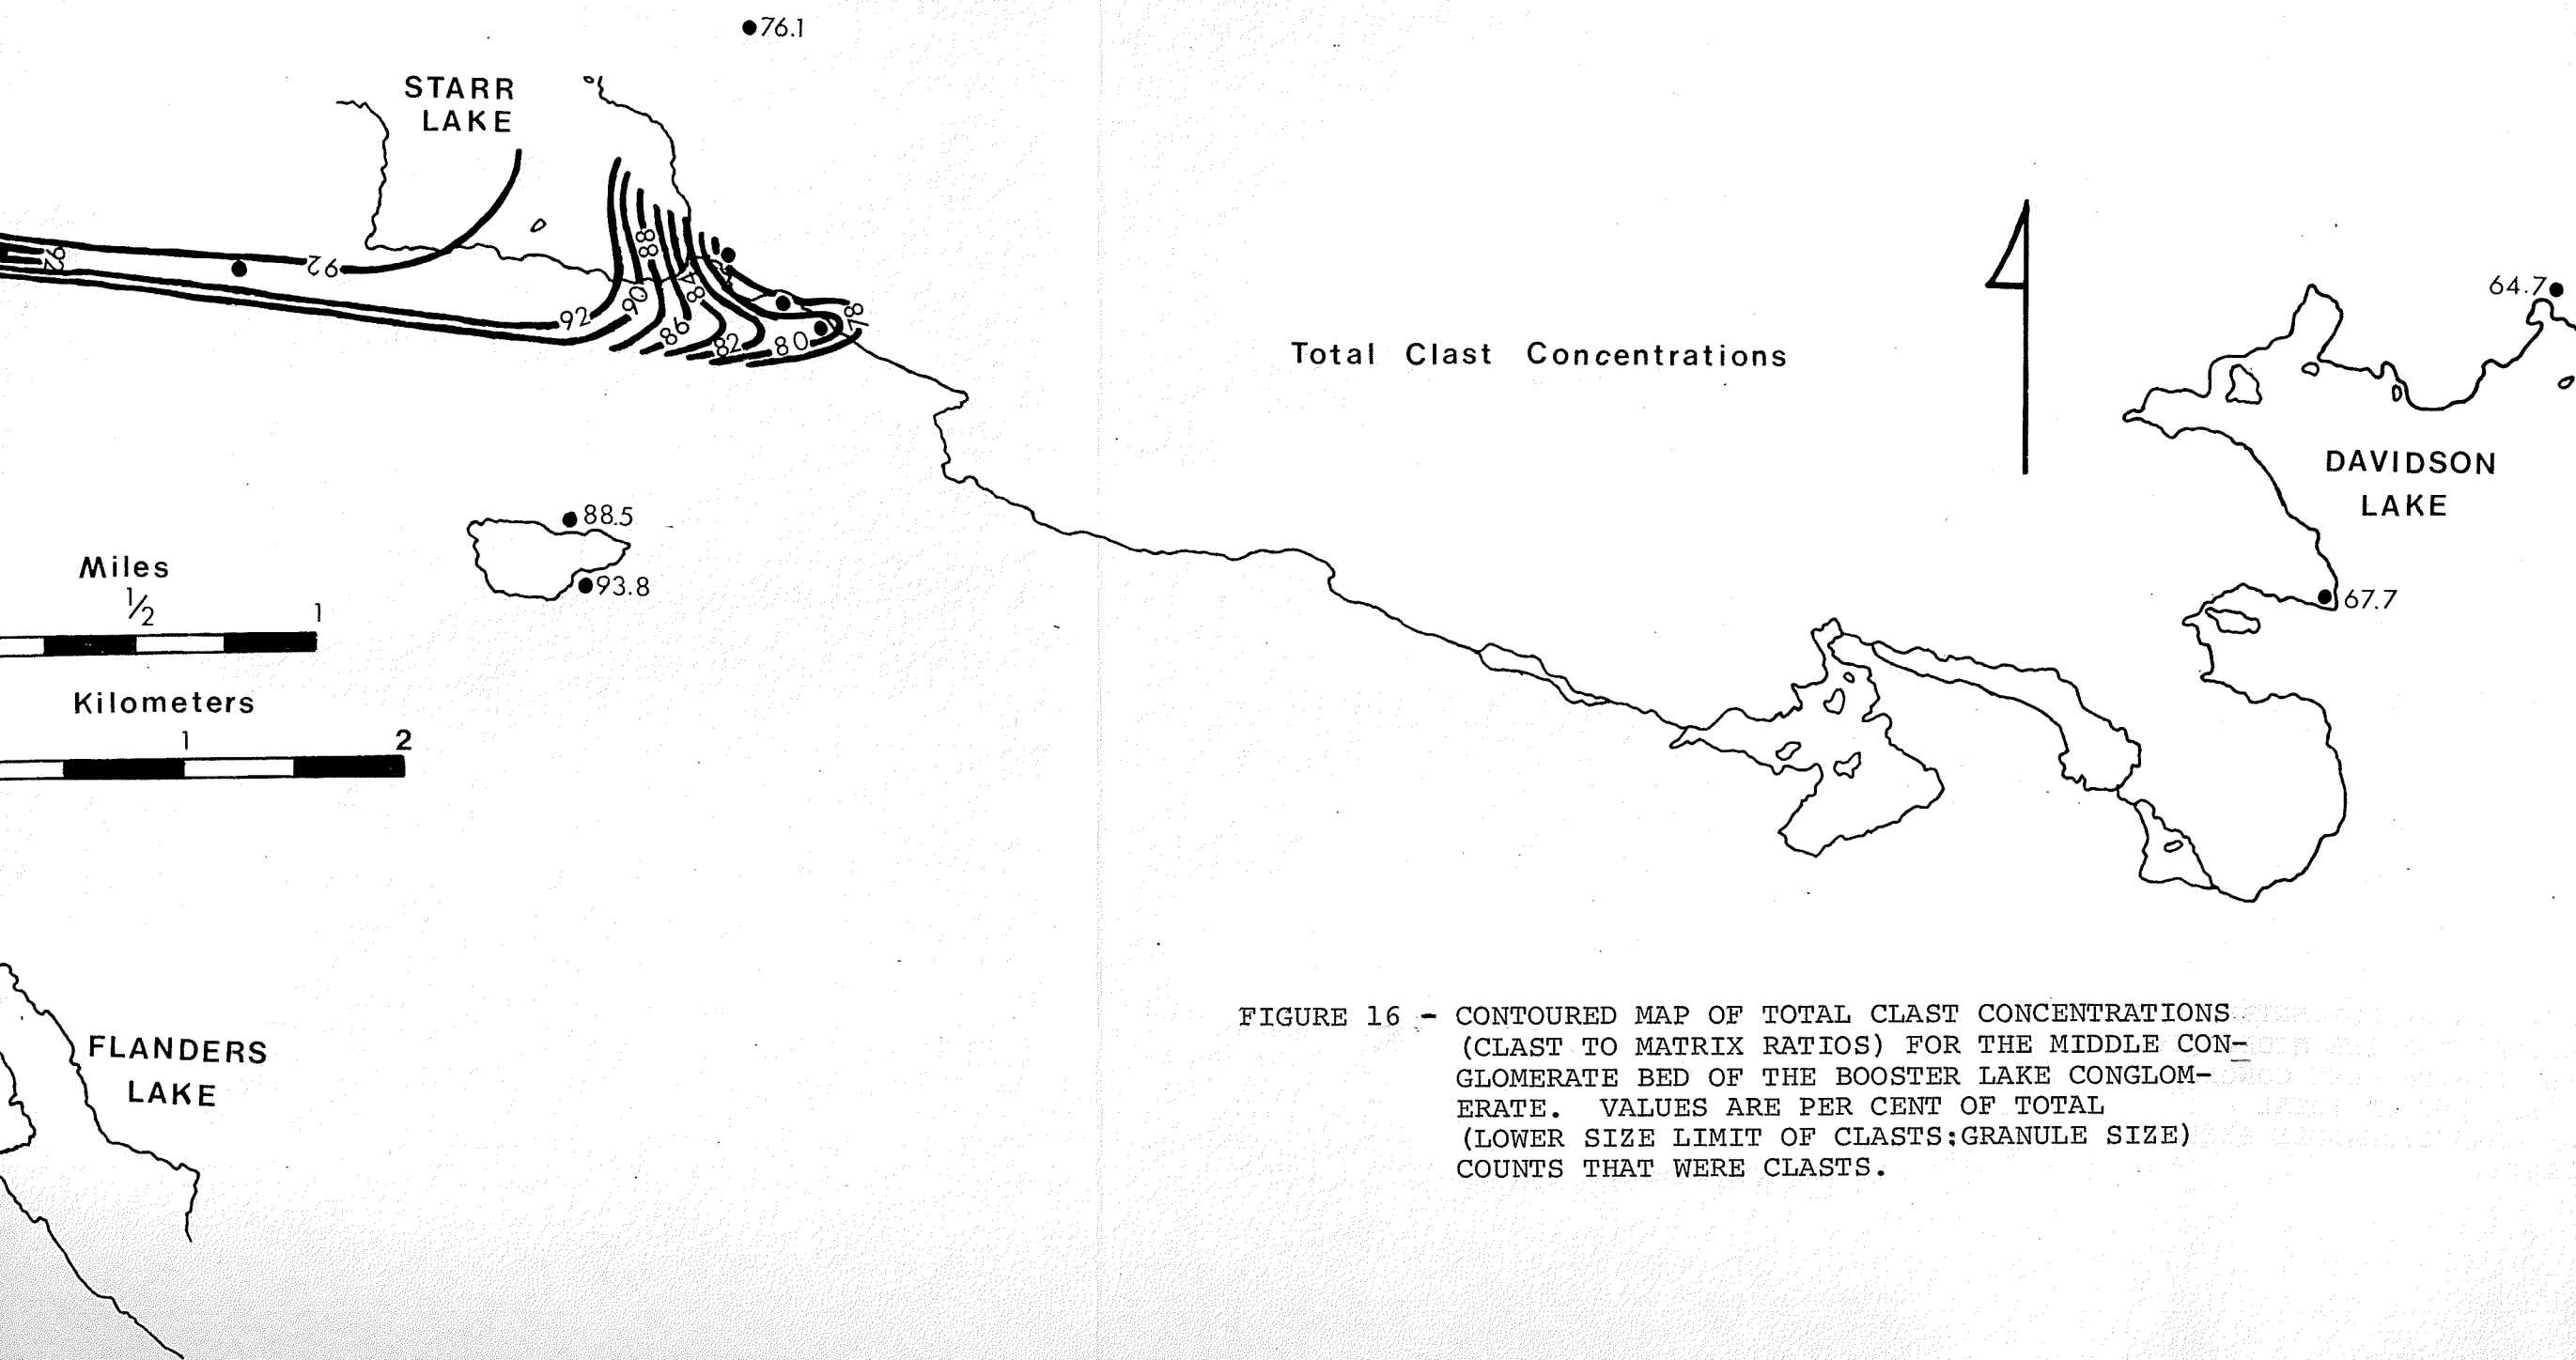 76.1
STARR
LAKE
92
92
88
84
90
92
86
82
80
78
Total Clast Concentrations
64.7
DAVIDSON
LAKE
88.5
93.8
67.7
Miles
1/2 1
Kilometers
1 2
FLANDERS
LAKE
FIGURE 16 - CONTOURED MAP OF TOTAL CLAST CONCENTRATIONS
(CLAST TO MATRIX RATIOS) FOR THE MIDDLE CON-
GLOMERATE BED OF THE BOOSTER LAKE CONGLOM-
ERATE. VALUES ARE PER CENT OF TOTAL
(LOWER SIZE LIMIT OF CLASTS;GRANULE SIZE)
COUNTS THAT WERE CLASTS.